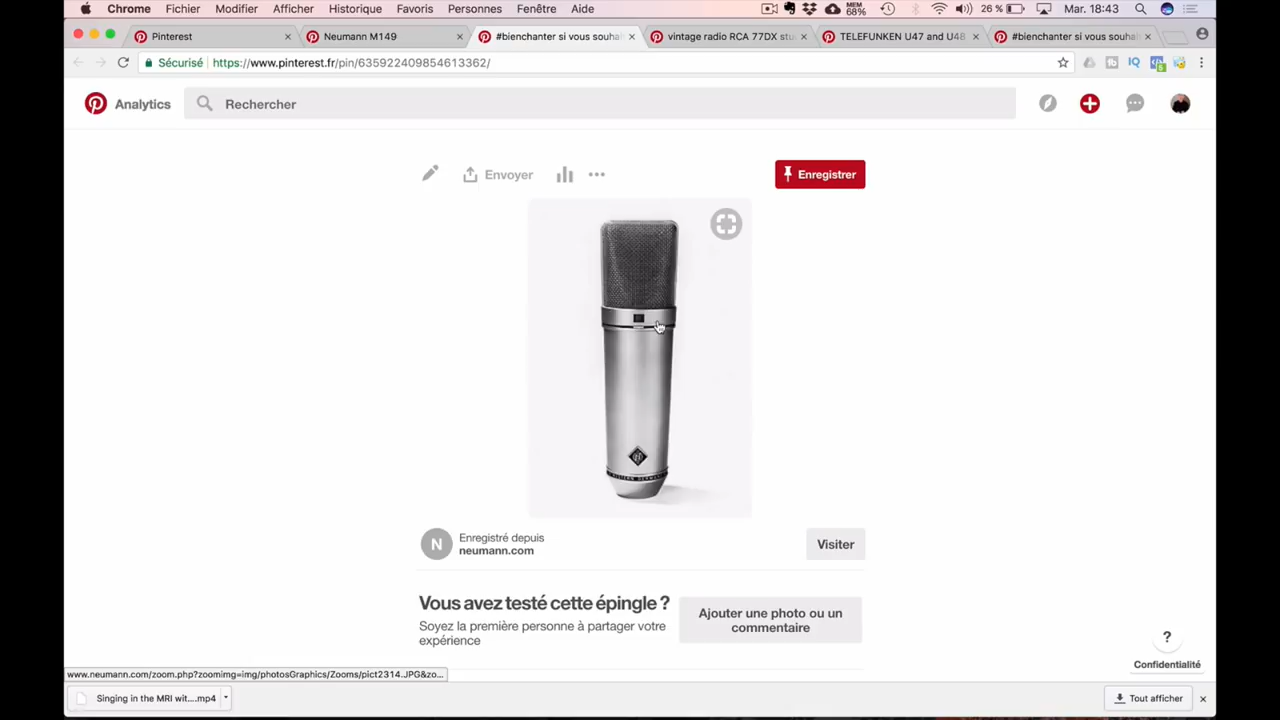 Chrome Fichier Modifier Afficher Historique Favoris Personnes Fenêtre Aide MEM 68% 26 % Mar. 18:43
Pinterest × Neumann M149 × #bienchanter si vous souhai × vintage radio RCA 77DX stu × TELEFUNKEN U47 and U48 × #bienchanter si vous souhai ×
Sécurisé https://www.pinterest.fr/pin/635922409854613362/
Analytics Rechercher
Envoyer Enregistrer
Enregistré depuis
neumann.com
N
Visiter
Vous avez testé cette épingle ?
Soyez la première personne à partager votre
expérience
Ajouter une photo ou un
commentaire
?
Confidentialité
www.neumann.com/zoom.php?zoomimg=img/photosGraphics/Zooms/pict2314.JPG&zo...
Singing in the MRI wit....mp4 Tout afficher ×